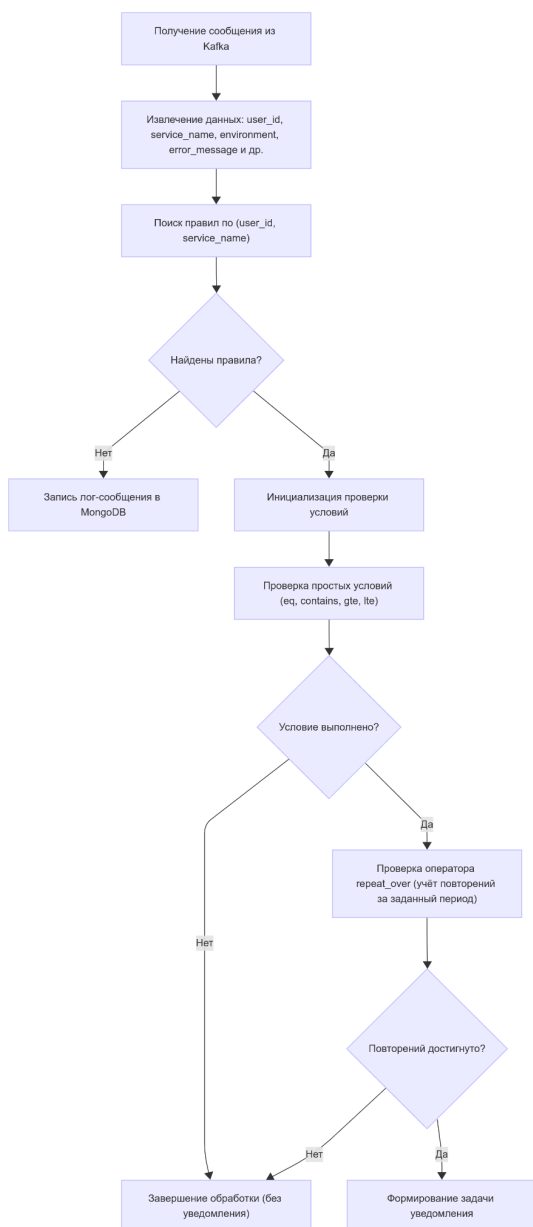 Получение сообщения из
Kafka
Извлечение данных: user_id,
service_name, environment,
error_message и др.
Поиск правил по (user_id,
service_name)
Найдены правила?
Нет
Да
Запись лог-сообщения в
MongoDB
Инициализация проверки
условий
Проверка простых условий
(eq, contains, gte, lte)
Условие выполнено?
Да
Проверка оператора
repeat_over (учёт повторений
за заданный период)
Нет
Повторений достигнуто?
Нет
Да
Завершение обработки (без
уведомления)
Формирование задачи
уведомления